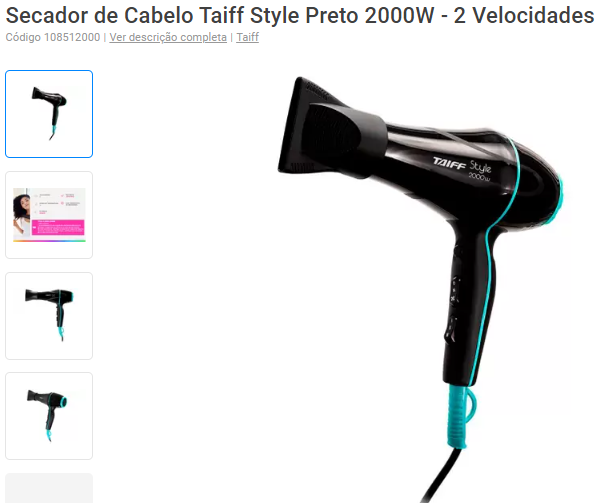 Secador de Cabelo Taiff Style Preto 2000W - 2 Velocidades
Código 108512000 | Ver descrição completa | Taiff
TAIFF Style
2000W